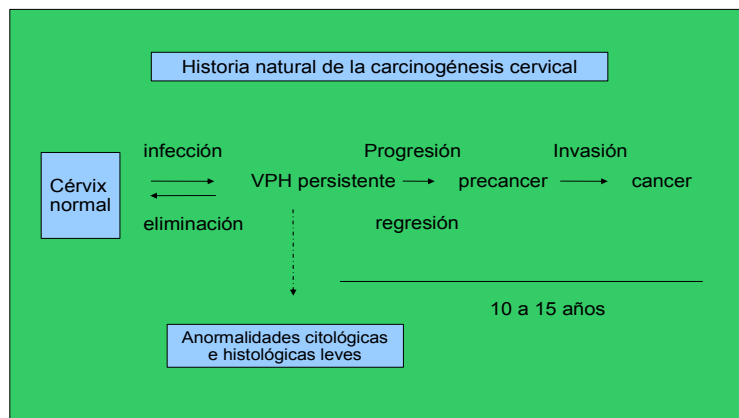 Historia natural de la carcinogénesis cervical
infección
Progresión
Invasión
Cérvix
normal
VPH persistente
precancer
cancer
eliminación
regresión
10 a 15 años
Anormalidades citológicas
e histológicas leves